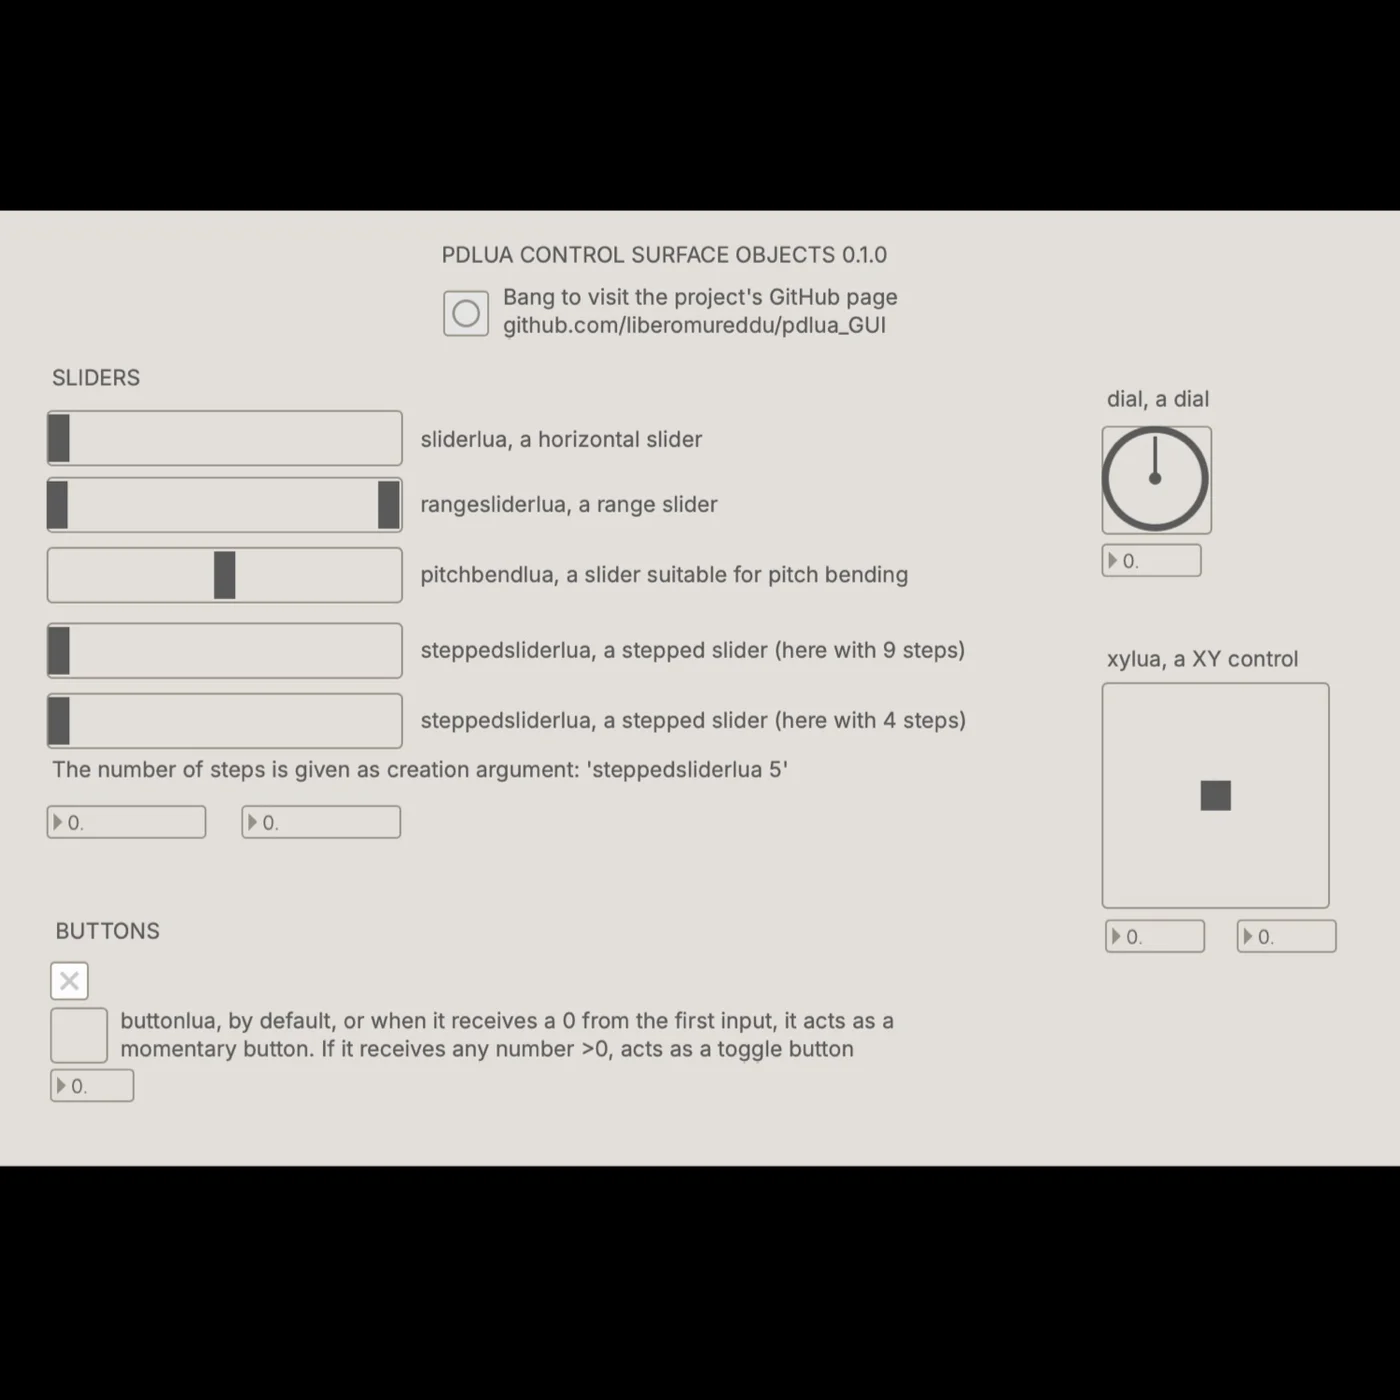 PDLUA CONTROL SURFACE OBJECTS 0.1.0
Bang to visit the project's GitHub page
github.com/liberomureddu/pdlua_GUI
SLIDERS
sliderlua, a horizontal slider
rangesliderlua, a range slider
pitchbendlua, a slider suitable for pitch bending
steppedsliderlua, a stepped slider (here with 9 steps)
steppedsliderlua, a stepped slider (here with 4 steps)
The number of steps is given as creation argument: 'steppedsliderlua 5'
0.
0.
BUTTONS
buttonlua, by default, or when it receives a 0 from the first input, it acts as a
momentary button. If it receives any number >0, acts as a toggle button
0.
dial, a dial
0.
xylua, a XY control
0.
0.